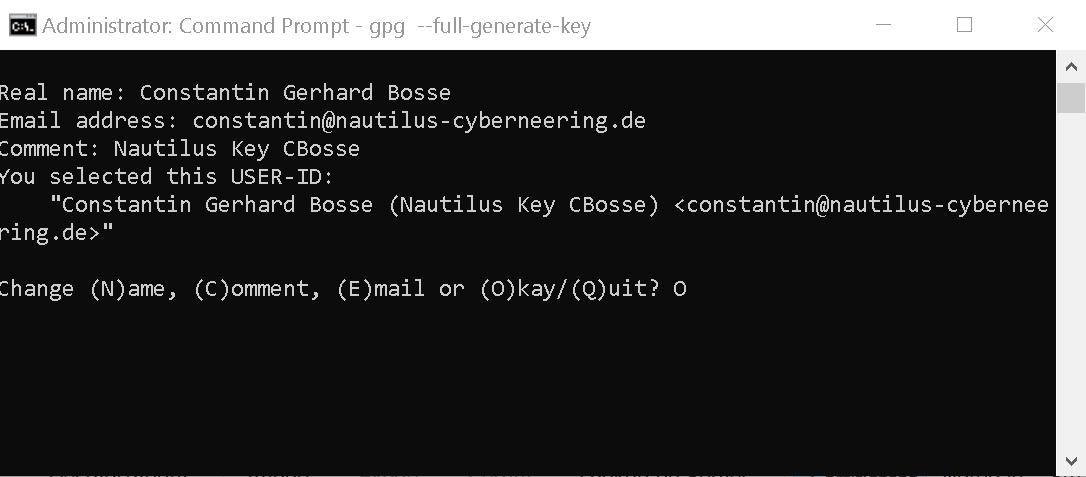 Administrator: Command Prompt - gpg  --full-generate-key
Real name: Constantin Gerhard Bosse
Email address: constantin@nautilus-cyberneering.de
Comment: Nautilus Key CBosse
You selected this USER-ID:
    "Constantin Gerhard Bosse (Nautilus Key CBosse) <constantin@nautilus-cybernee
ring.de>"
Change (N)ame, (C)omment, (E)mail or (O)kay/(Q)uit? O